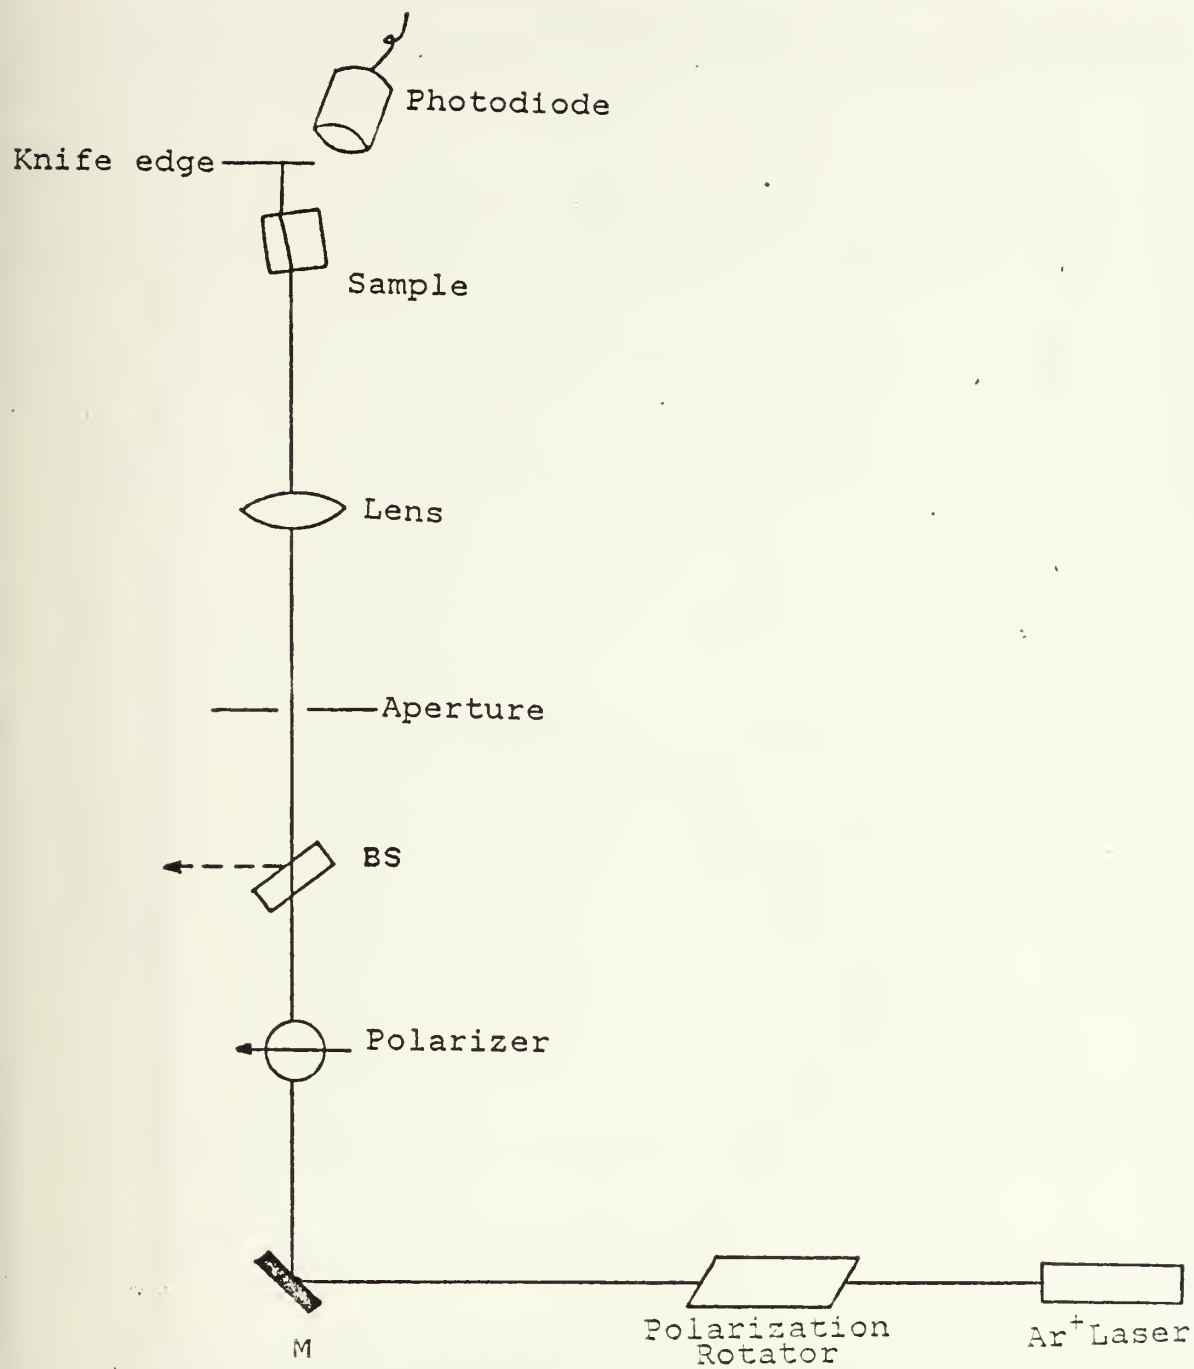 Photodiode
Knife edge
Sample
Lens
Aperture
BS
Polarizer
M
Polarization
Rotator
Ar+ Laser